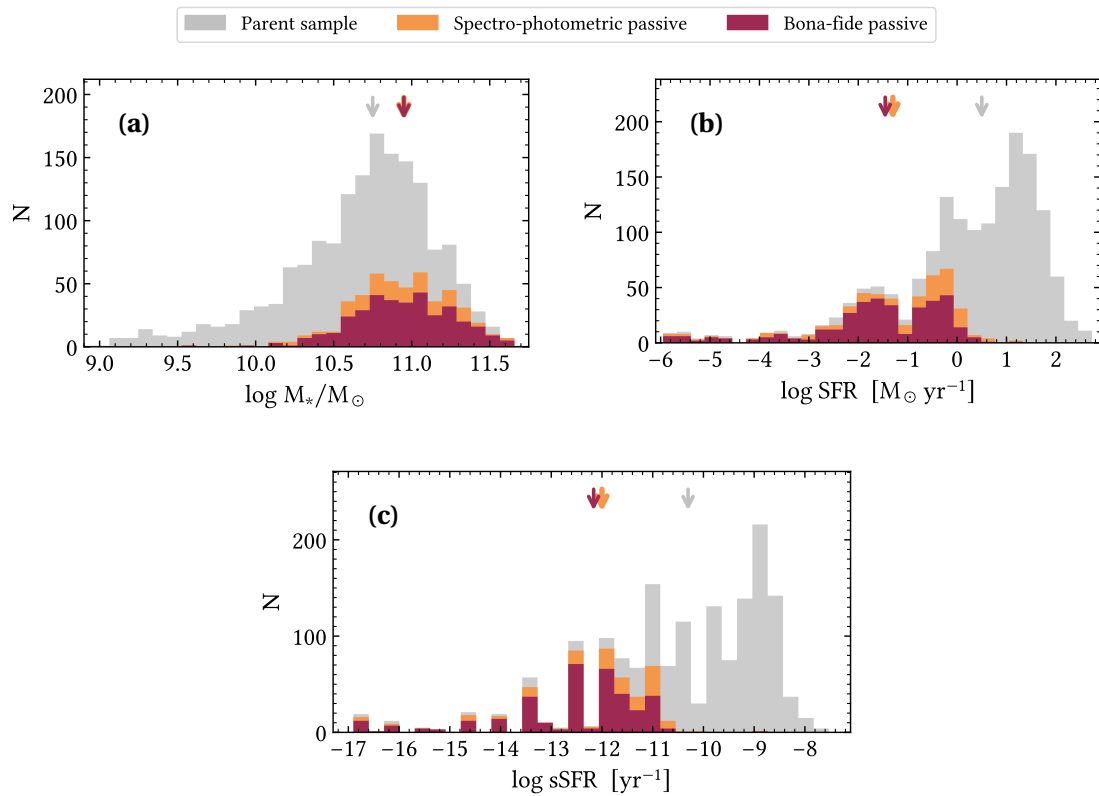 Parent sample Spectro-photometric passive Bona-fide passive
(a)
200
150
100
50
0
N
9.0 9.5 10.0 10.5 11.0 11.5
log M*/M⊙
(b)
200
150
100
50
0
N
−6 −5 −4 −3 −2 −1 0 1 2
log SFR [M⊙ yr⁻¹]
(c)
200
100
0
N
−17 −16 −15 −14 −13 −12 −11 −10 −9 −8
log sSFR [yr⁻¹]